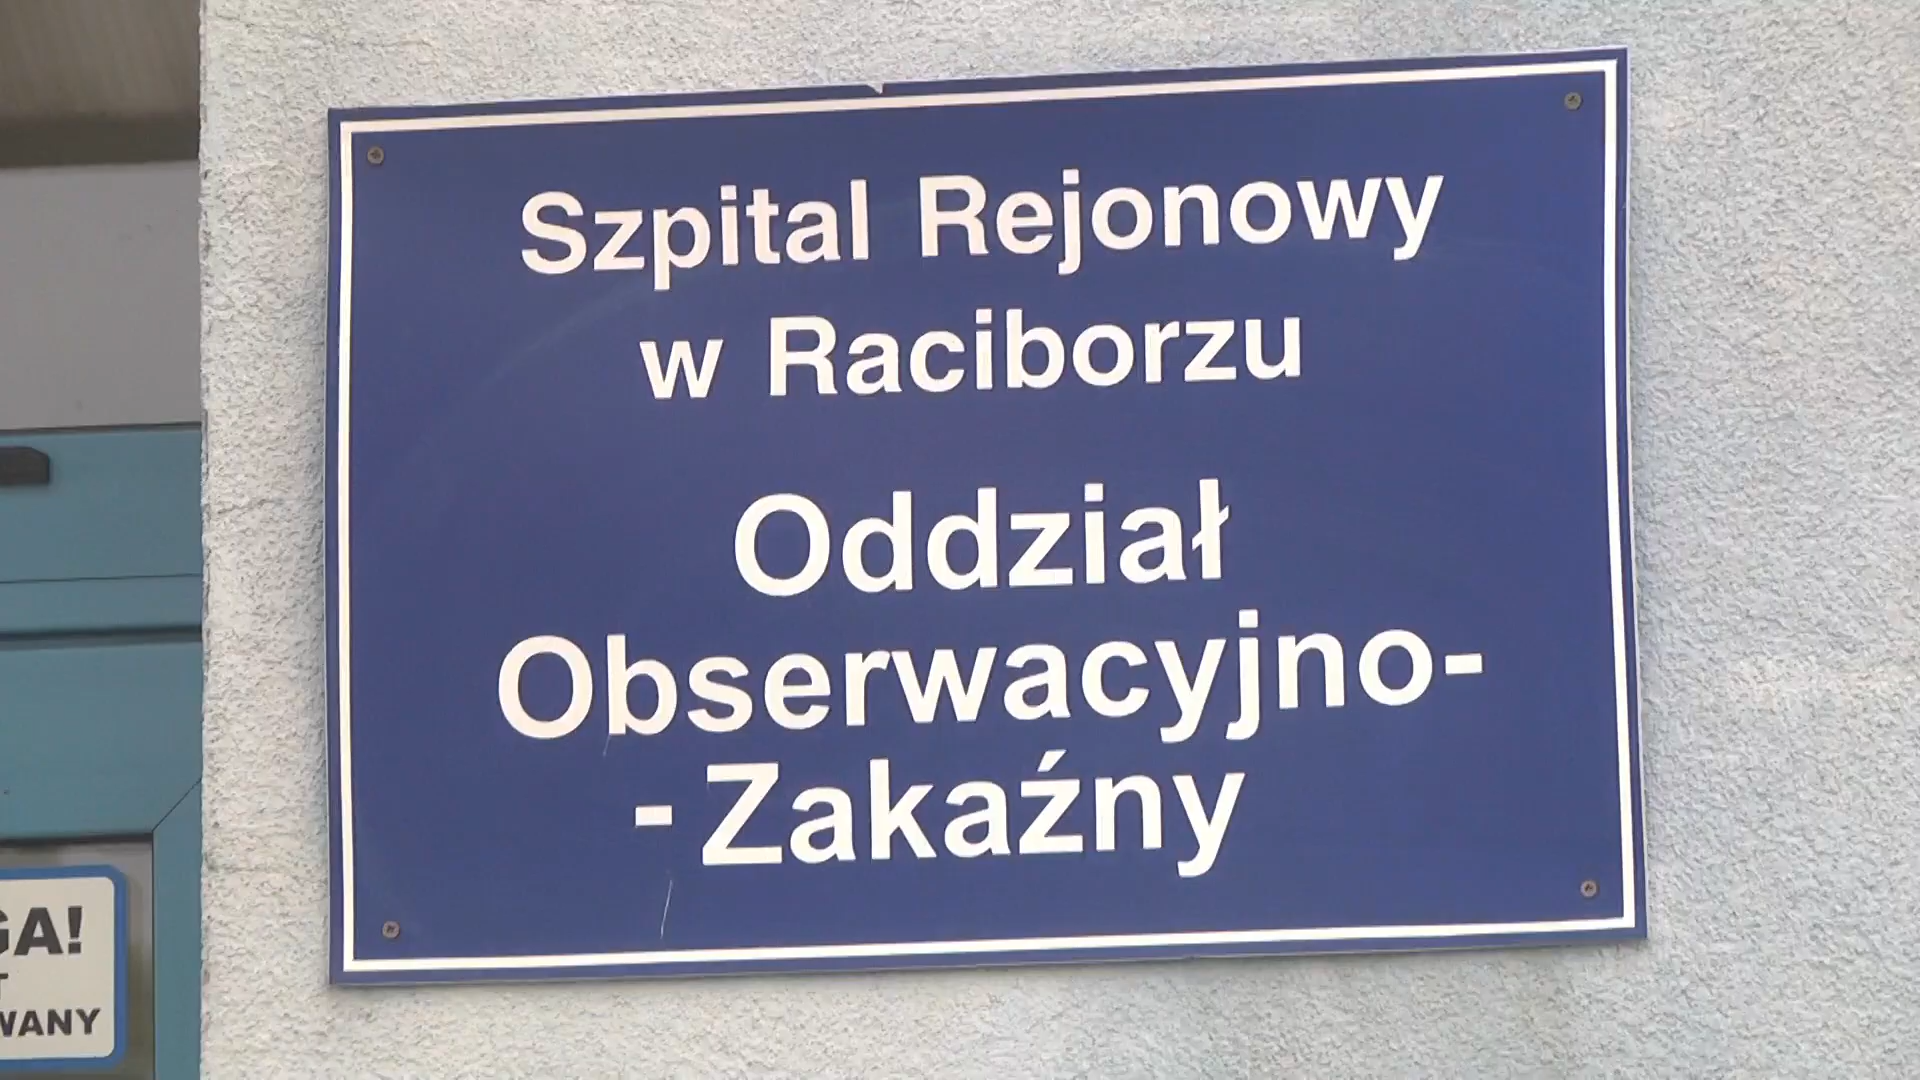 Szpital Rejonowy
w Raciborzu
Oddział
Obserwacyjno-
-Zakaźny